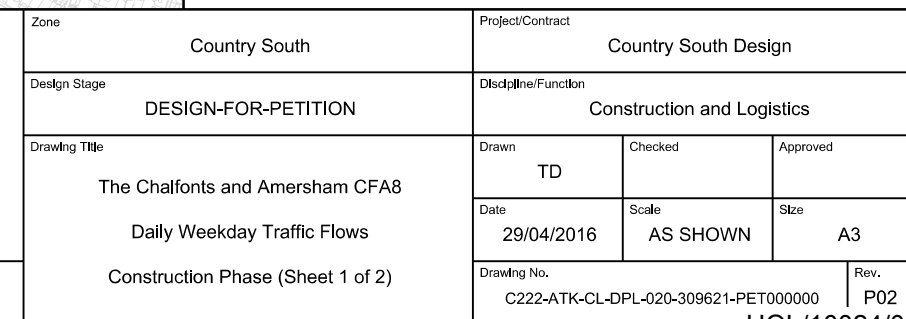 Zone
Country South
Project/Contract
Country South Design
Design Stage
DESIGN-FOR-PETITION
Discipline/Function
Construction and Logistics
Drawing Title
The Chalfonts and Amersham CFA8
Daily Weekday Traffic Flows
Construction Phase (Sheet 1 of 2)
Drawn
TD
Checked
Approved
Date
29/04/2016
Scale
AS SHOWN
Size
A3
Drawing No.
C222-ATK-CL-DPL-020-309621-PET000000
Rev.
P02